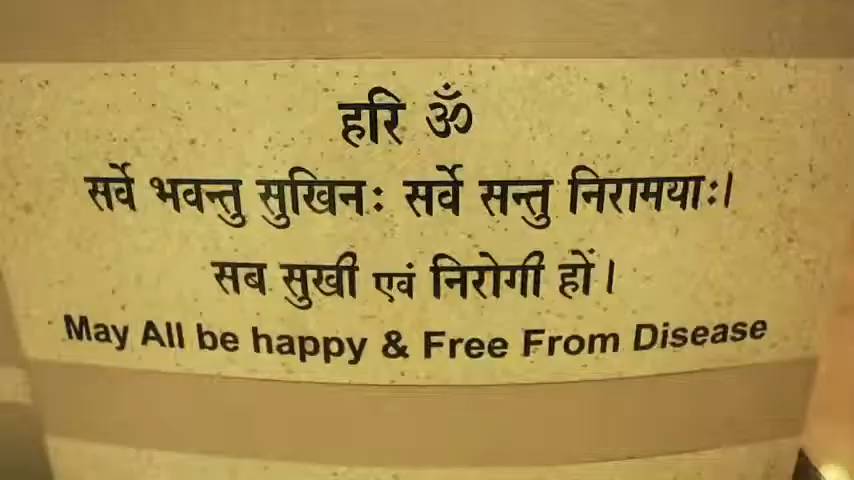 हरि ॐ
सर्वे भवन्तु सुखिनः सर्वे सन्तु निरामयाः।
सब सुखी एवं निरोगी हों।
May All be happy & Free From Disease